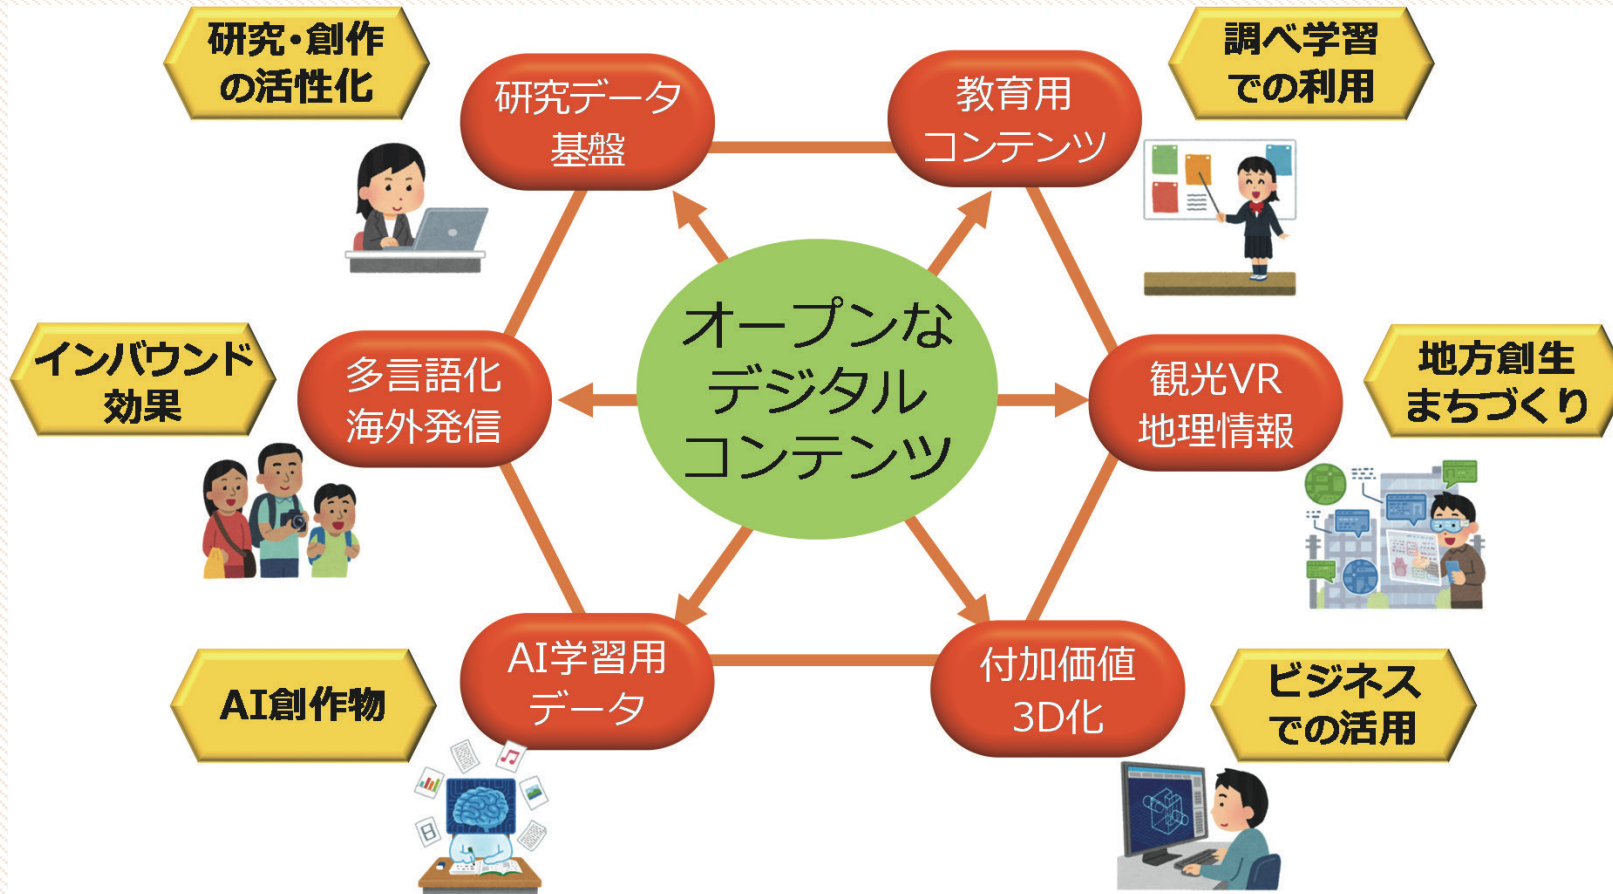 研究・創作
の活性化
研究データ
基盤
教育用
コンテンツ
調べ学習
での利用
インバウンド
効果
多言語化
海外発信
オープンな
デジタル
コンテンツ
観光VR
地理情報
地方創生
まちづくり
AI創作物
AI学習用
データ
付加価値
3D化
ビジネス
での活用